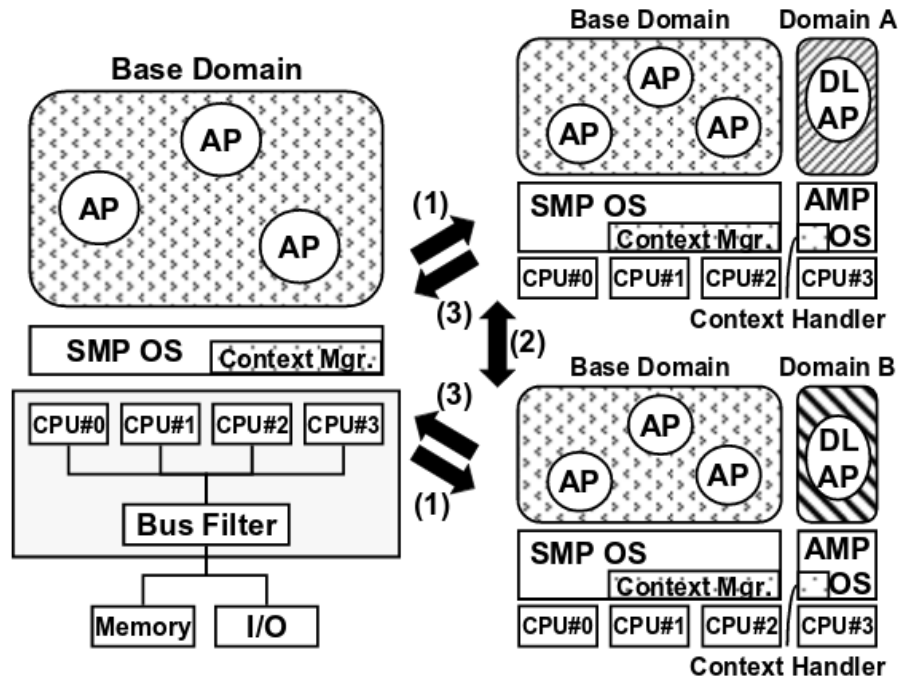 Base Domain
AP
AP
AP
SMP OS
Context Mgr.
CPU#0 CPU#1 CPU#2 CPU#3
Bus Filter
Memory I/O
(1)
(3)
(2)
(3)
(1)
Base Domain Domain A
AP
AP
AP
DL
AP
SMP OS
Context Mgr.
AMP
OS
CPU#0 CPU#1 CPU#2 CPU#3
Context Handler
Base Domain Domain B
AP
AP
AP
DL
AP
SMP OS
Context Mgr.
AMP
OS
CPU#0 CPU#1 CPU#2 CPU#3
Context Handler